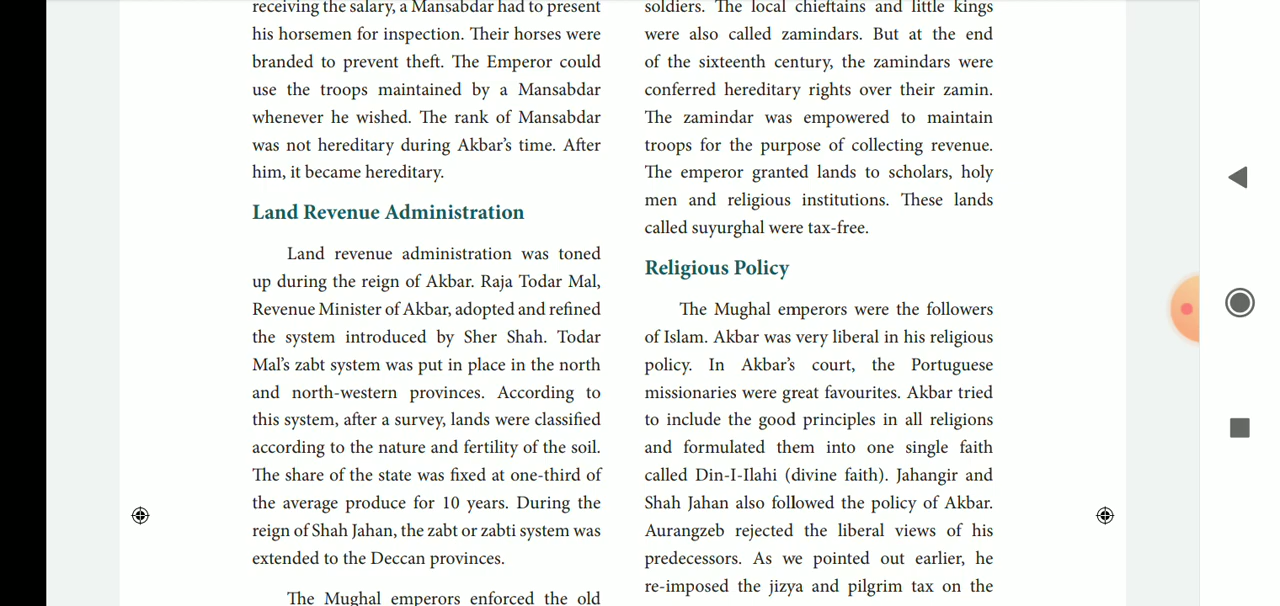 receiving the salary, a Mansabdar had to present
his horsemen for inspection. Their horses were
branded to prevent theft. The Emperor could
use the troops maintained by a Mansabdar
whenever he wished. The rank of Mansabdar
was not hereditary during Akbar’s time. After
him, it became hereditary.
Land Revenue Administration
Land revenue administration was toned
up during the reign of Akbar. Raja Todar Mal,
Revenue Minister of Akbar, adopted and refined
the system introduced by Sher Shah. Todar
Mal’s zabt system was put in place in the north
and north-western provinces. According to
this system, after a survey, lands were classified
according to the nature and fertility of the soil.
The share of the state was fixed at one-third of
the average produce for 10 years. During the
reign of Shah Jahan, the zabt or zabti system was
extended to the Deccan provinces.
The Mughal emperors enforced the old
soldiers. The local chieftains and little kings
were also called zamindars. But at the end
of the sixteenth century, the zamindars were
conferred hereditary rights over their zamin.
The zamindar was empowered to maintain
troops for the purpose of collecting revenue.
The emperor granted lands to scholars, holy
men and religious institutions. These lands
called suyurghal were tax-free.
Religious Policy
The Mughal emperors were the followers
of Islam. Akbar was very liberal in his religious
policy. In Akbar’s court, the Portuguese
missionaries were great favourites. Akbar tried
to include the good principles in all religions
and formulated them into one single faith
called Din-I-Ilahi (divine faith). Jahangir and
Shah Jahan also followed the policy of Akbar.
Aurangzeb rejected the liberal views of his
predecessors. As we pointed out earlier, he
re-imposed the jizya and pilgrim tax on the